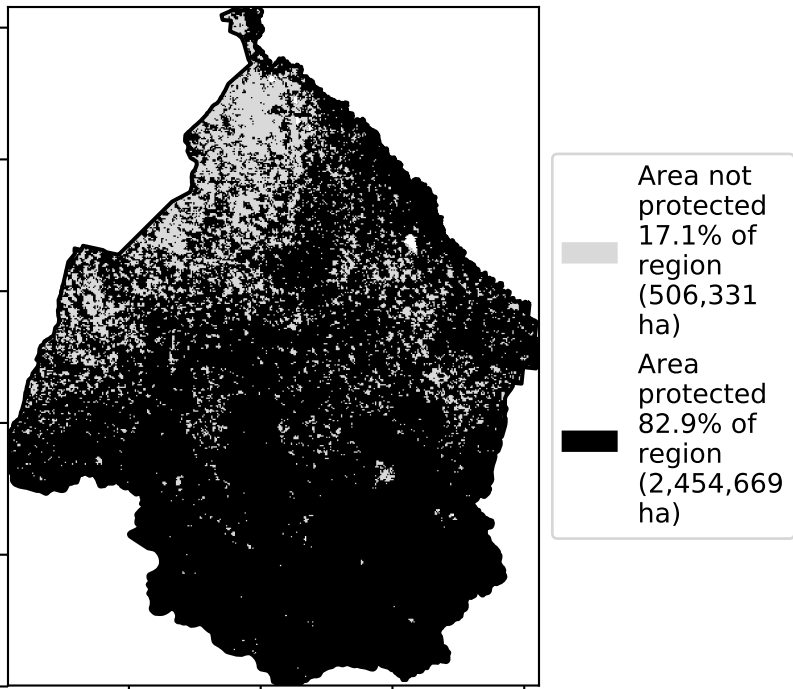 Area not
protected
17.1% of
region
(506,331
ha)
Area
protected
82.9% of
region
(2,454,669
ha)